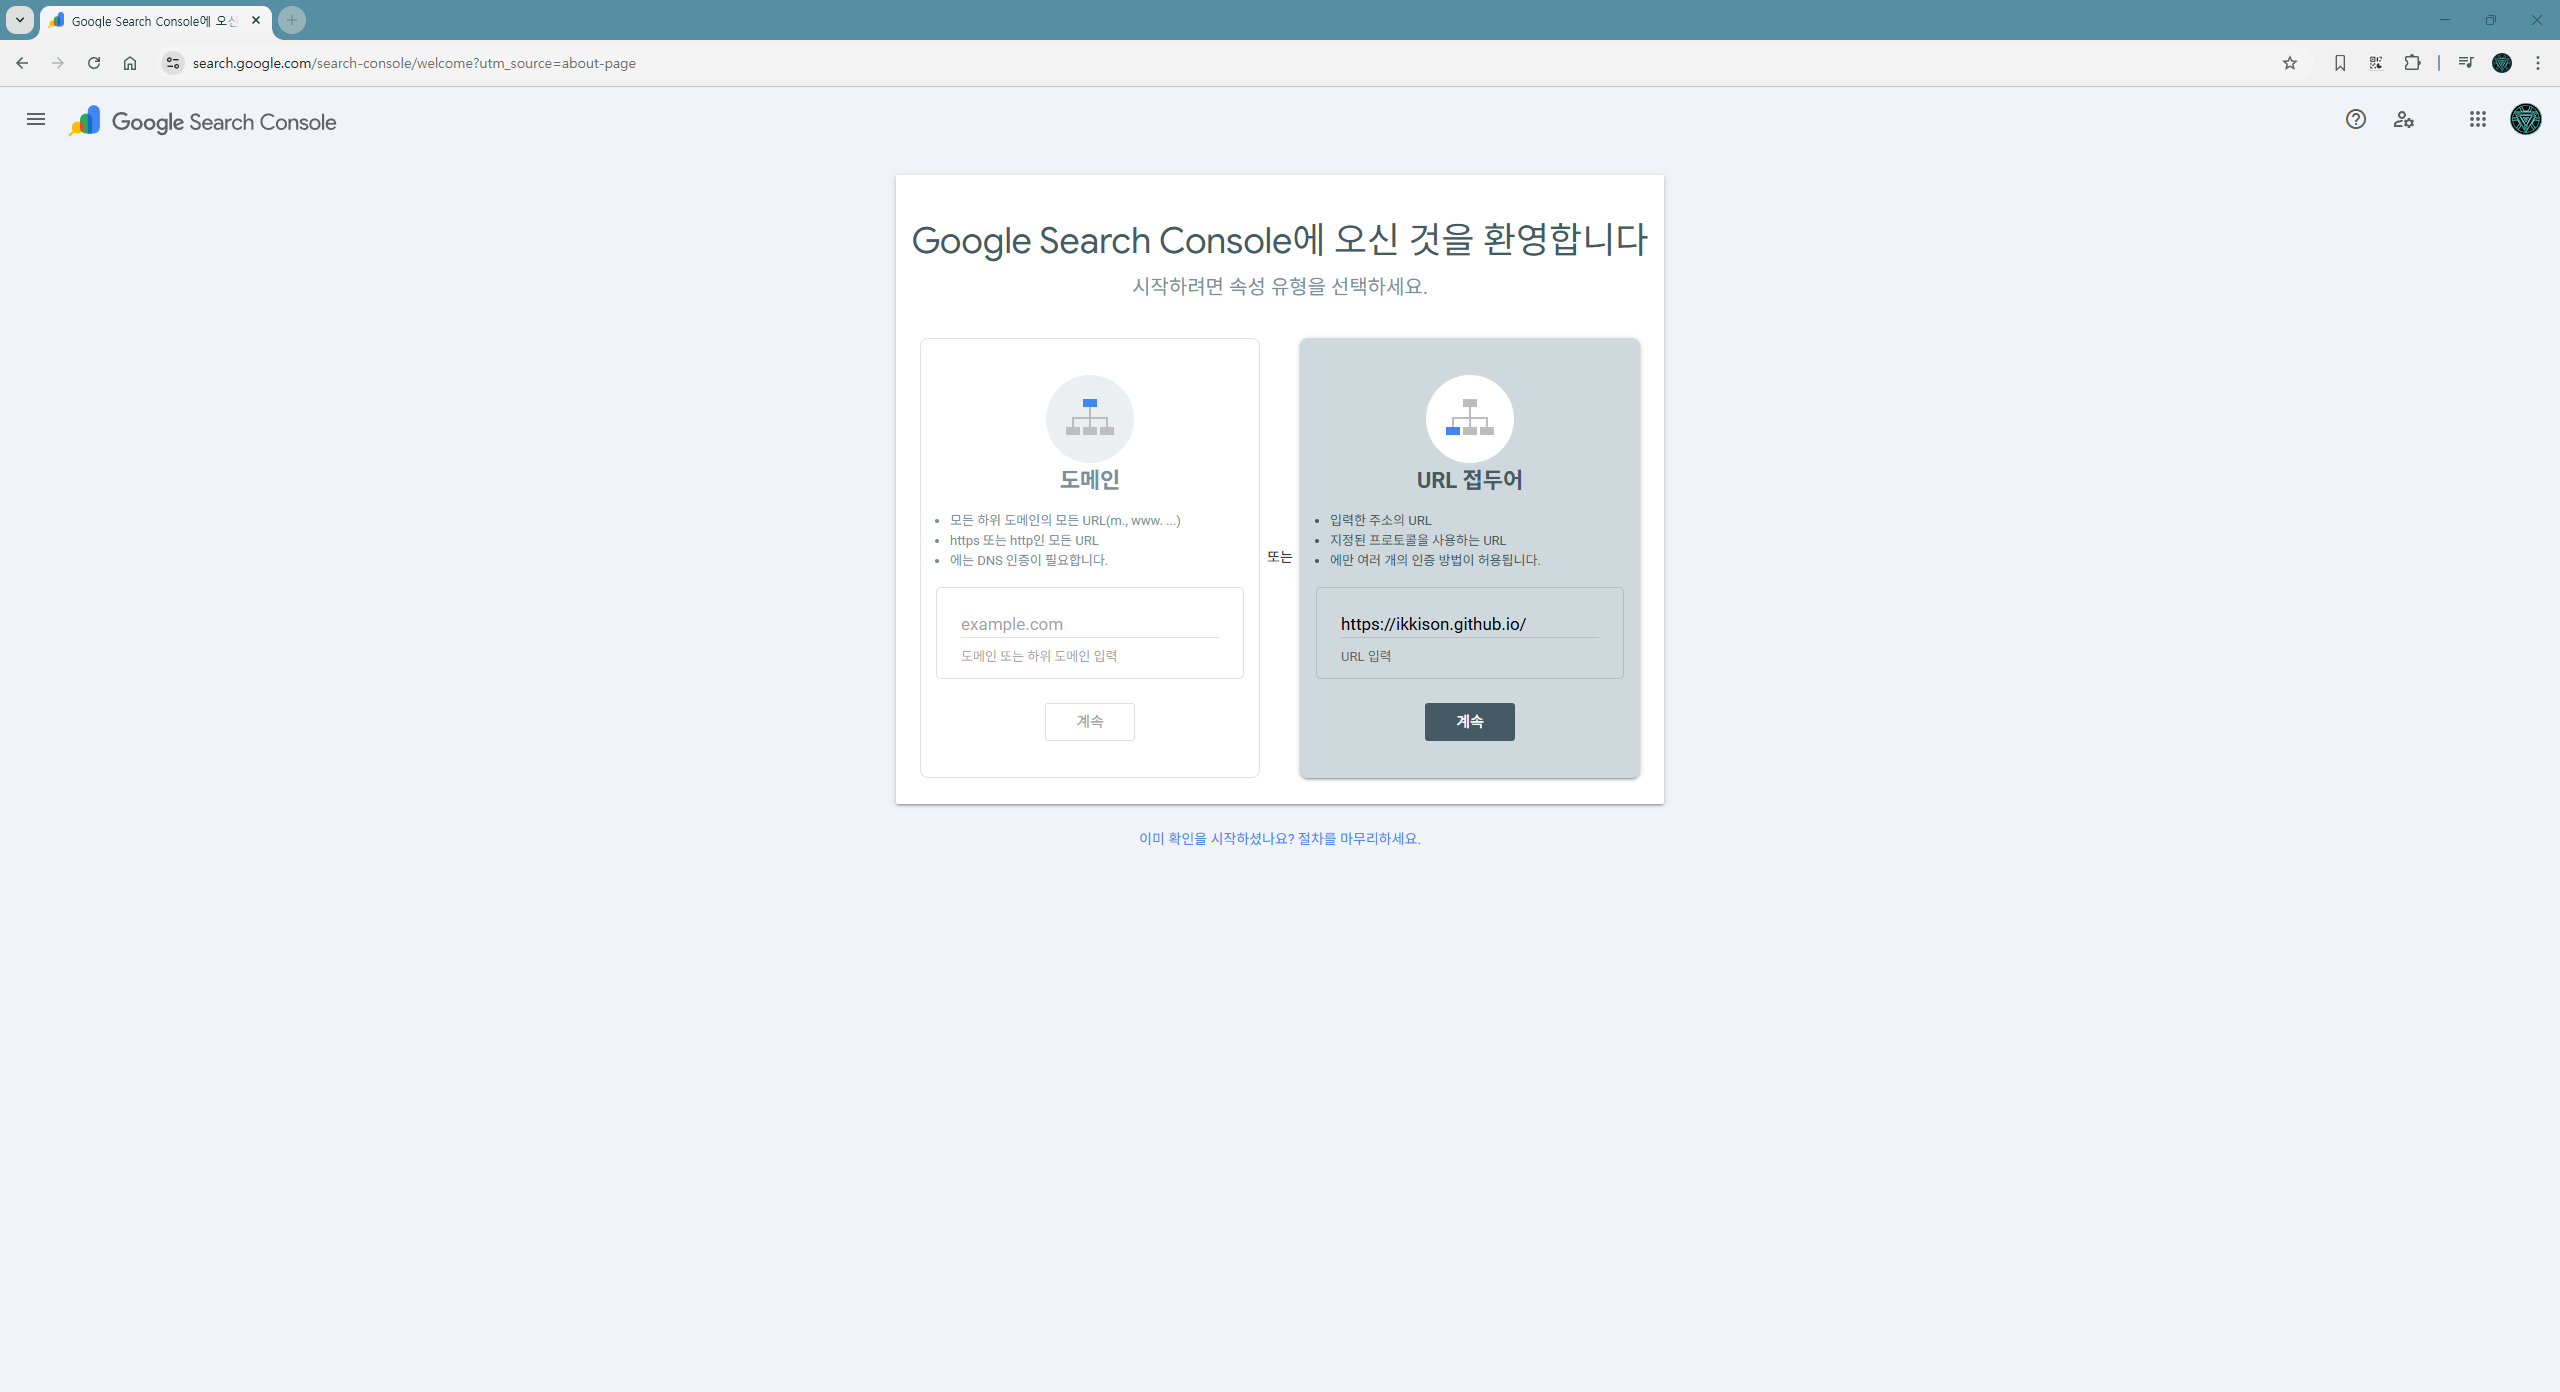 Google Search Console에 오신
search.google.com/search-console/welcome?utm_source=about-page
Google Search Console
Google Search Console에 오신 것을 환영합니다
시작하려면 속성 유형을 선택하세요.
도메인
모든 하위 도메인의 모든 URL(m., www. ...)
https 또는 http인 모든 URL
에는 DNS 인증이 필요합니다.
example.com
도메인 또는 하위 도메인 입력
계속
또는
URL 접두어
입력한 주소의 URL
지정된 프로토콜을 사용하는 URL
에만 여러 개의 인증 방법이 허용됩니다.
https://ikkison.github.io/
URL 입력
계속
이미 확인을 시작하셨나요? 절차를 마무리하세요.